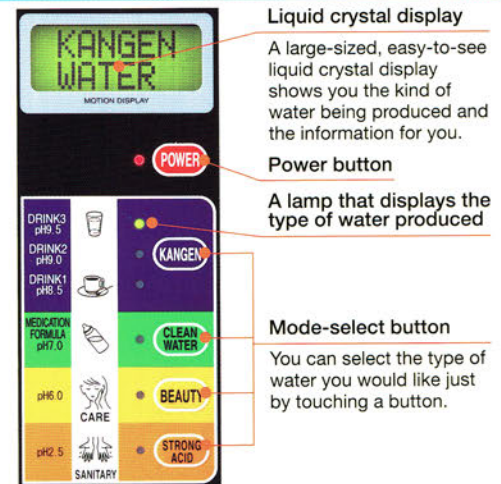 KANGEN
WATER
MOTION DISPLAY
POWER
DRINK3
pH9.5
DRINK2
pH9.0
DRINK1
pH8.5
KANGEN
MEDICATION
FORMULA
pH7.0
CLEAN
WATER
pH6.0
CARE
BEAUTY
pH2.5
SANITARY
STRONG
ACID
Liquid crystal display
A large-sized, easy-to-see
liquid crystal display
shows you the kind of
water being produced and
the information for you.
Power button
A lamp that displays the
type of water produced
Mode-select button
You can select the type of
water you would like just
by touching a button.